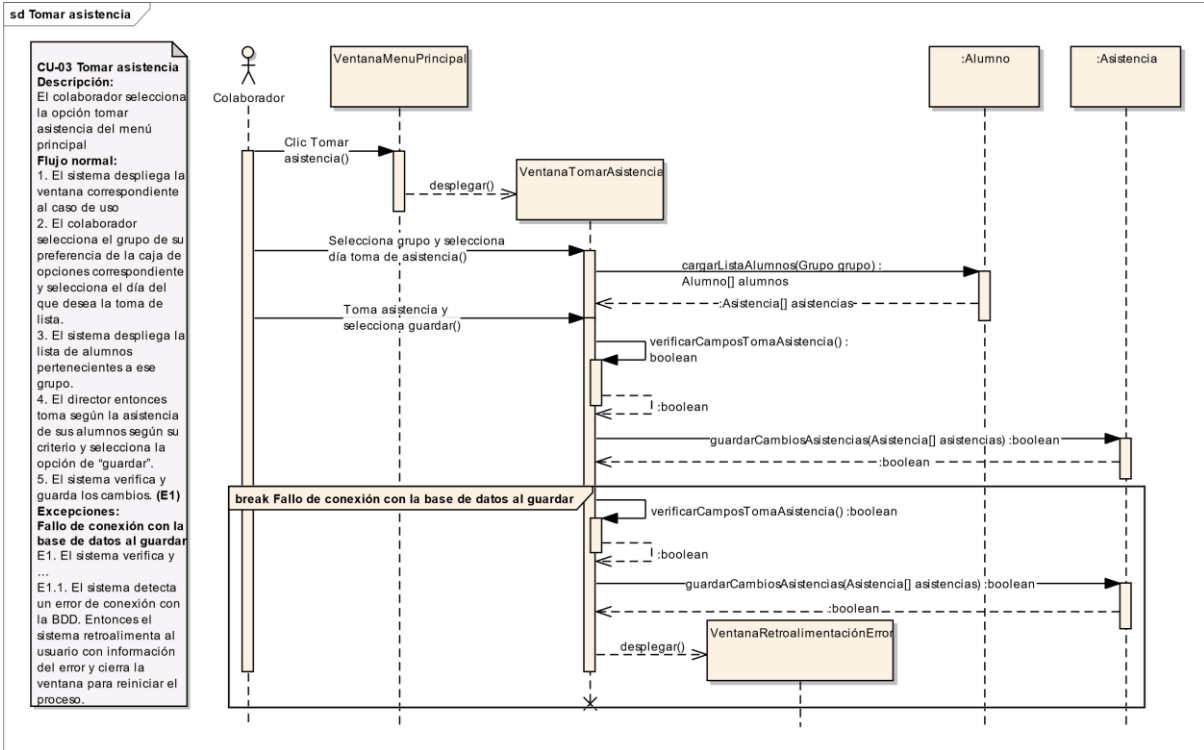 sd Tomar asistencia
CU-03 Tomar asistencia
Descripción:
El colaborador selecciona
la opción tomar
asistencia del menú
principal
Flujo normal:
1. El sistema despliega la
ventana correspondiente
al caso de uso
2. El colaborador
selecciona el grupo de su
preferencia de la caja de
opciones correspondiente
y selecciona el día del
que desea la toma de
lista.
3. El sistema despliega la
lista de alumnos
pertenecientes a ese
grupo.
4. El director entonces
toma según la asistencia
de sus alumnos según su
criterio y selecciona la
opción de “guardar”.
5. El sistema verifica y
guarda los cambios. (E1)
Excepciones:
Fallo de conexión con la
base de datos al guardar
E1. El sistema verifica y
...
E1.1. El sistema detecta
un error de conexión con
la BDD. Entonces el
sistema retroalimenta al
usuario con información
del error y cierra la
ventana para reiniciar el
proceso.
Colaborador
VentanaMenuPrincipal
:Alumno
:Asistencia
Clic Tomar
asistencia()
desplegar()
VentanaTomarAsistencia
Selecciona grupo y selecciona
día toma de asistencia()
cargarListaAlumnos(Grupo grupo) :
Alumno[] alumnos
:Asistencia[] asistencias
Toma asistencia y
selecciona guardar()
verificarCamposTomaAsistencia() :
boolean
:boolean
guardarCambiosAsistencias(Asistencia[] asistencias) :boolean
:boolean
break Fallo de conexión con la base de datos al guardar
verificarCamposTomaAsistencia() :boolean
:boolean
guardarCambiosAsistencias(Asistencia[] asistencias) :boolean
:boolean
desplegar()
VentanaRetroalimentaciónError